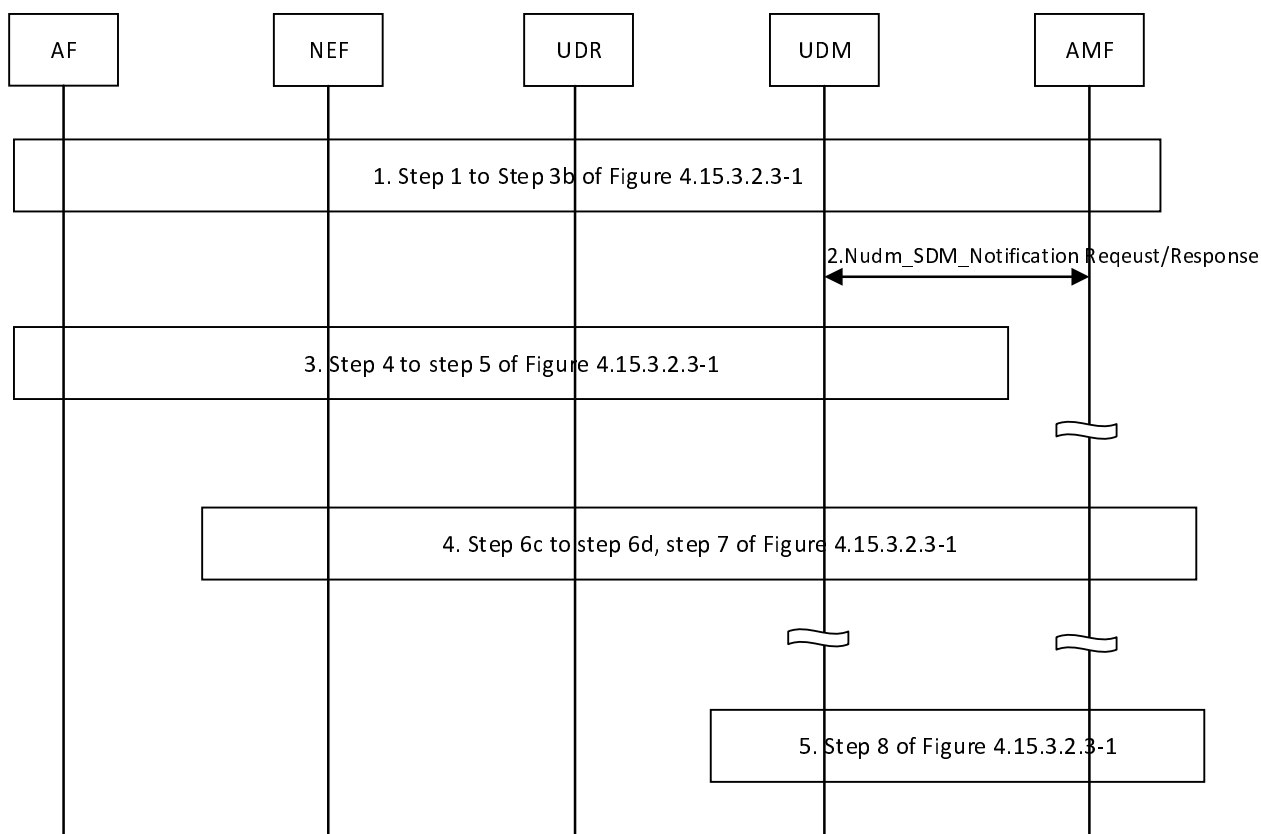 AF
NEF
UDR
UDM
AMF
1. Step 1 to Step 3b of Figure 4.15.3.2.3-1
2.Nudm_SDM_Notification Reqeust/Response
3. Step 4 to step 5 of Figure 4.15.3.2.3-1
4. Step 6c to step 6d, step 7 of Figure 4.15.3.2.3-1
5. Step 8 of Figure 4.15.3.2.3-1